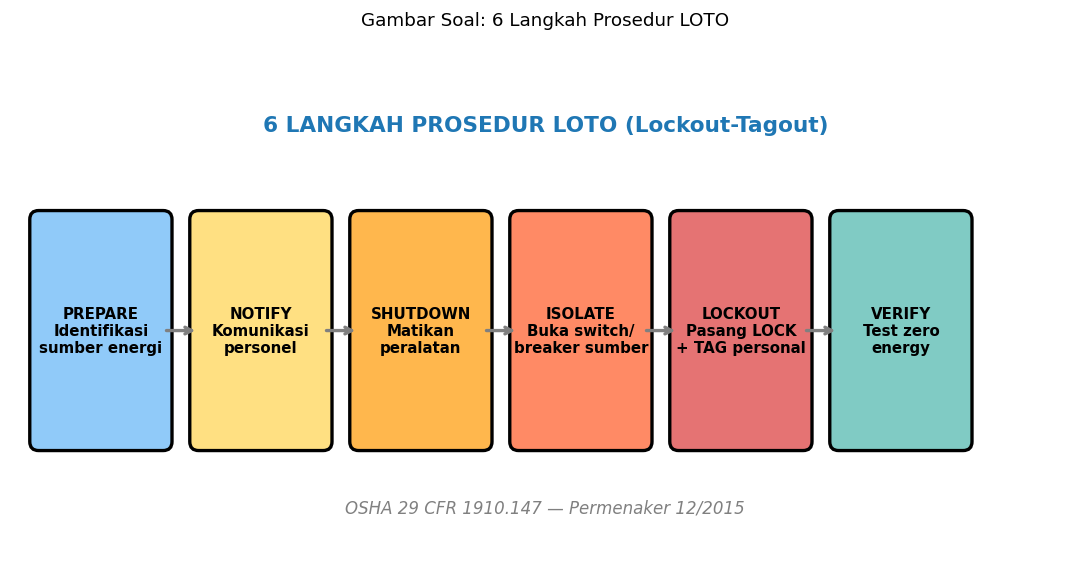 Gambar Soal: 6 Langkah Prosedur LOTO
6 LANGKAH PROSEDUR LOTO (Lockout-Tagout)
PREPARE
Identifikasi
sumber energi
NOTIFY
Komunikasi
personel
SHUTDOWN
Matikan
peralatan
ISOLATE
Buka switch/
breaker sumber
LOCKOUT
Pasang LOCK
+ TAG personal
VERIFY
Test zero
energy
OSHA 29 CFR 1910.147 — Permenaker 12/2015